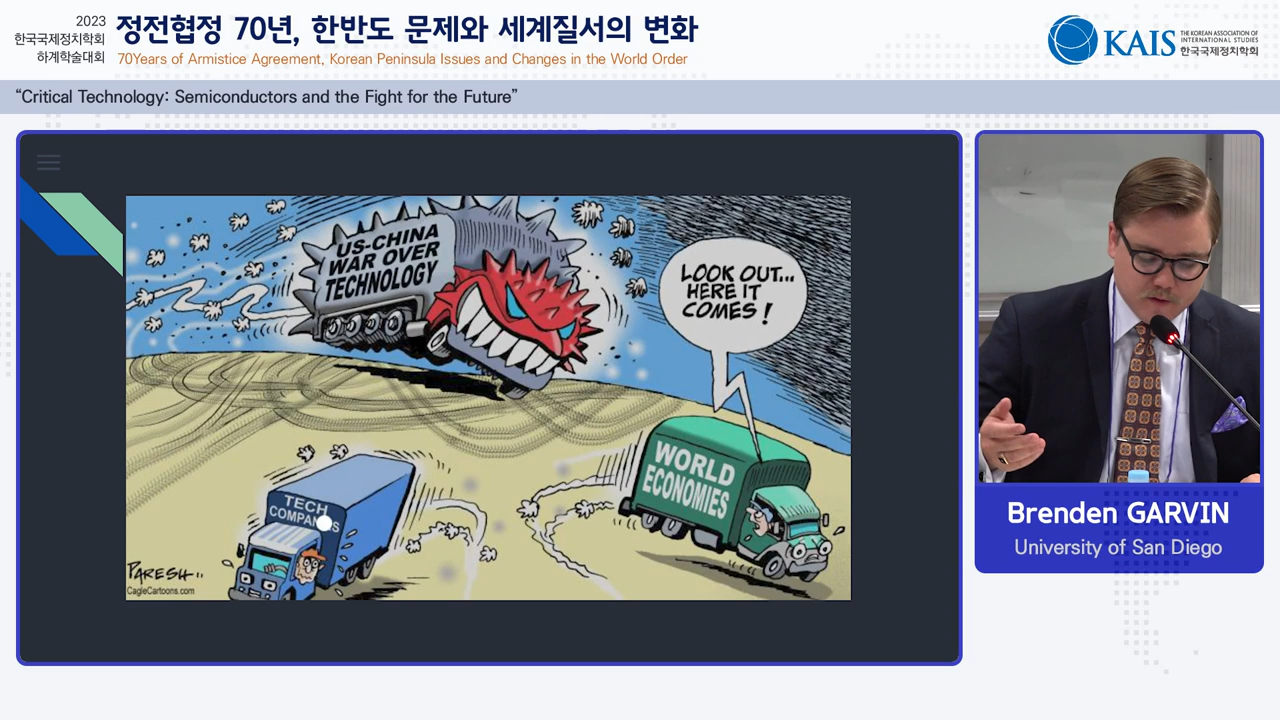 2023
한국국제정치학회
하계학술대회
정전협정 70년, 한반도 문제와 세계질서의 변화
70Years of Armistice Agreement, Korean Peninsula Issues and Changes in the World Order
KAIS
THE KOREAN ASSOCIATION OF
INTERNATIONAL STUDIES
한국국제정치학회
“Critical Technology: Semiconductors and the Fight for the Future”
US-CHINA
WAR OVER
TECHNOLOGY
LOOK OUT...
HERE IT
COMES !
WORLD
ECONOMIES
TECH
COMPANIES
PARESH..
CagleCartoons.com
Brenden GARVIN
University of San Diego